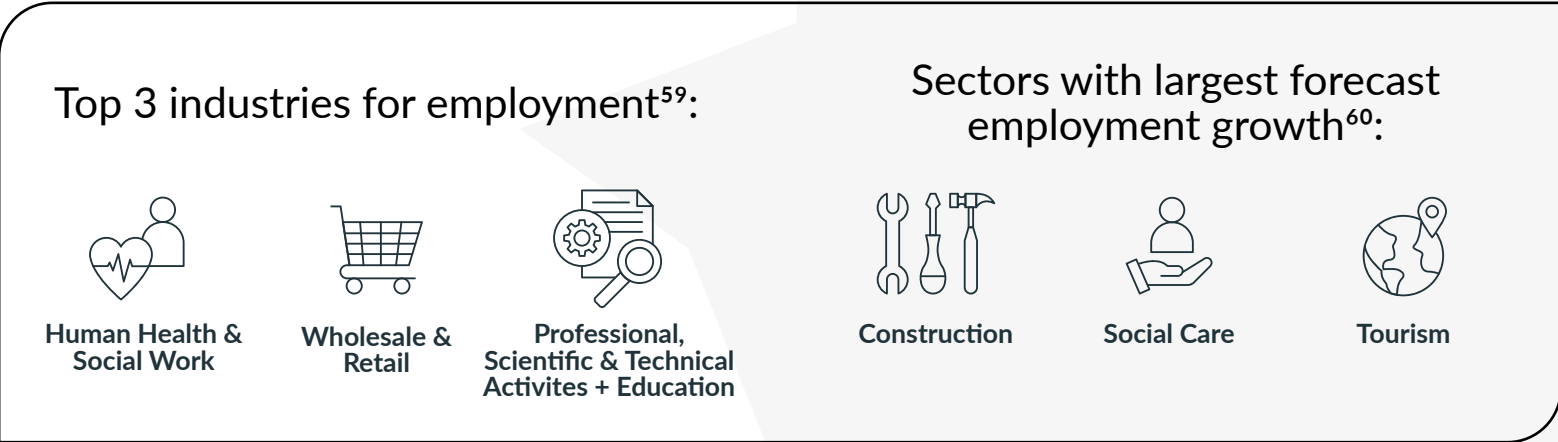 Top 3 industries for employment⁵⁹:
Human Health &
Social Work
Wholesale &
Retail
Professional,
Scientific & Technical
Activites + Education
Sectors with largest forecast
employment growth⁶⁰:
Construction
Social Care
Tourism